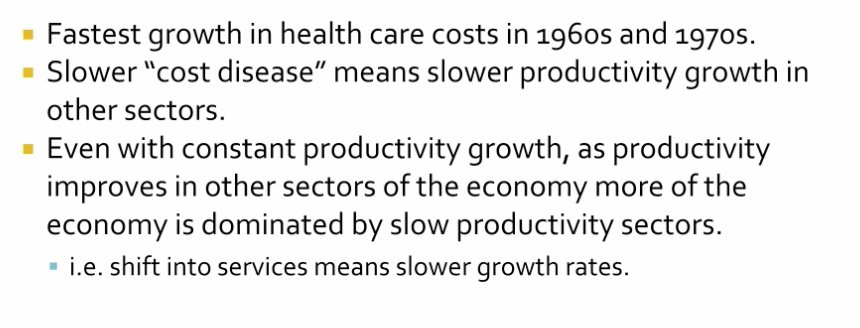 Fastest growth in health care costs in 1960s and 1970s.
Slower “cost disease” means slower productivity growth in
other sectors.
Even with constant productivity growth, as productivity
improves in other sectors of the economy more of the
economy is dominated by slow productivity sectors.
i.e. shift into services means slower growth rates.